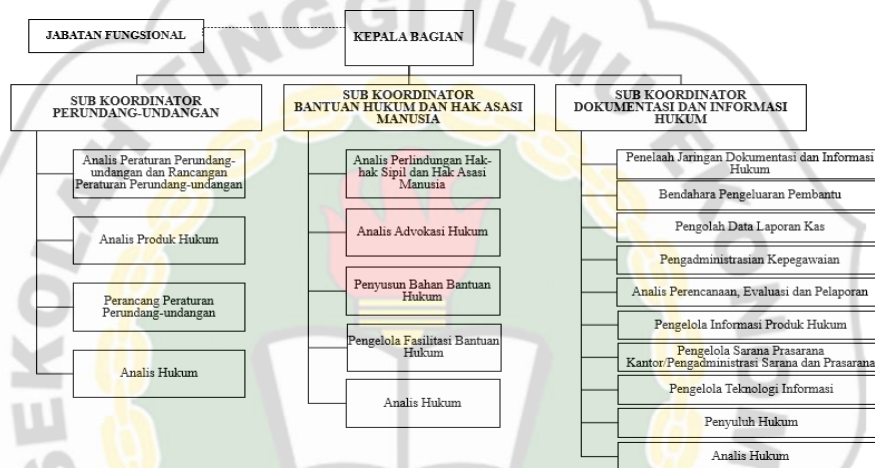 JABATAN FUNGSIONAL
KEPALA BAGIAN
SUB KOORDINATOR
PERUNDANG-UNDANGAN
Analis Peraturan Perundang-
undangan dan Rancangan
Peraturan Perundang-undangan
Analis Produk Hukum
Perancang Peraturan
Perundang-undangan
Analis Hukum
SUB KOORDINATOR
BANTUAN HUKUM DAN HAK ASASI
MANUSIA
Analis Perlindungan Hak-
hak Sipil dan Hak Asasi
Manusia
Analis Advokasi Hukum
Penyusun Bahan Bantuan
Hukum
Pengelola Fasilitasi Bantuan
Hukum
Analis Hukum
SUB KOORDINATOR
DOKUMENTASI DAN INFORMASI
HUKUM
Penelaah Jaringan Dokumentasi dan Informasi
Hukum
Bendahara Pengeluaran Pembantu
Pengolah Data Laporan Kas
Pengadministrasian Kepegawaian
Analis Perencanaan, Evaluasi dan Pelaporan
Pengelola Informasi Produk Hukum
Pengelola Sarana Prasarana
Kantor/Pengadministrasi Sarana dan Prasarana
Pengelola Teknologi Informasi
Penyuluh Hukum
Analis Hukum
SEKOLAH TINGGI ILMU EKONOMI